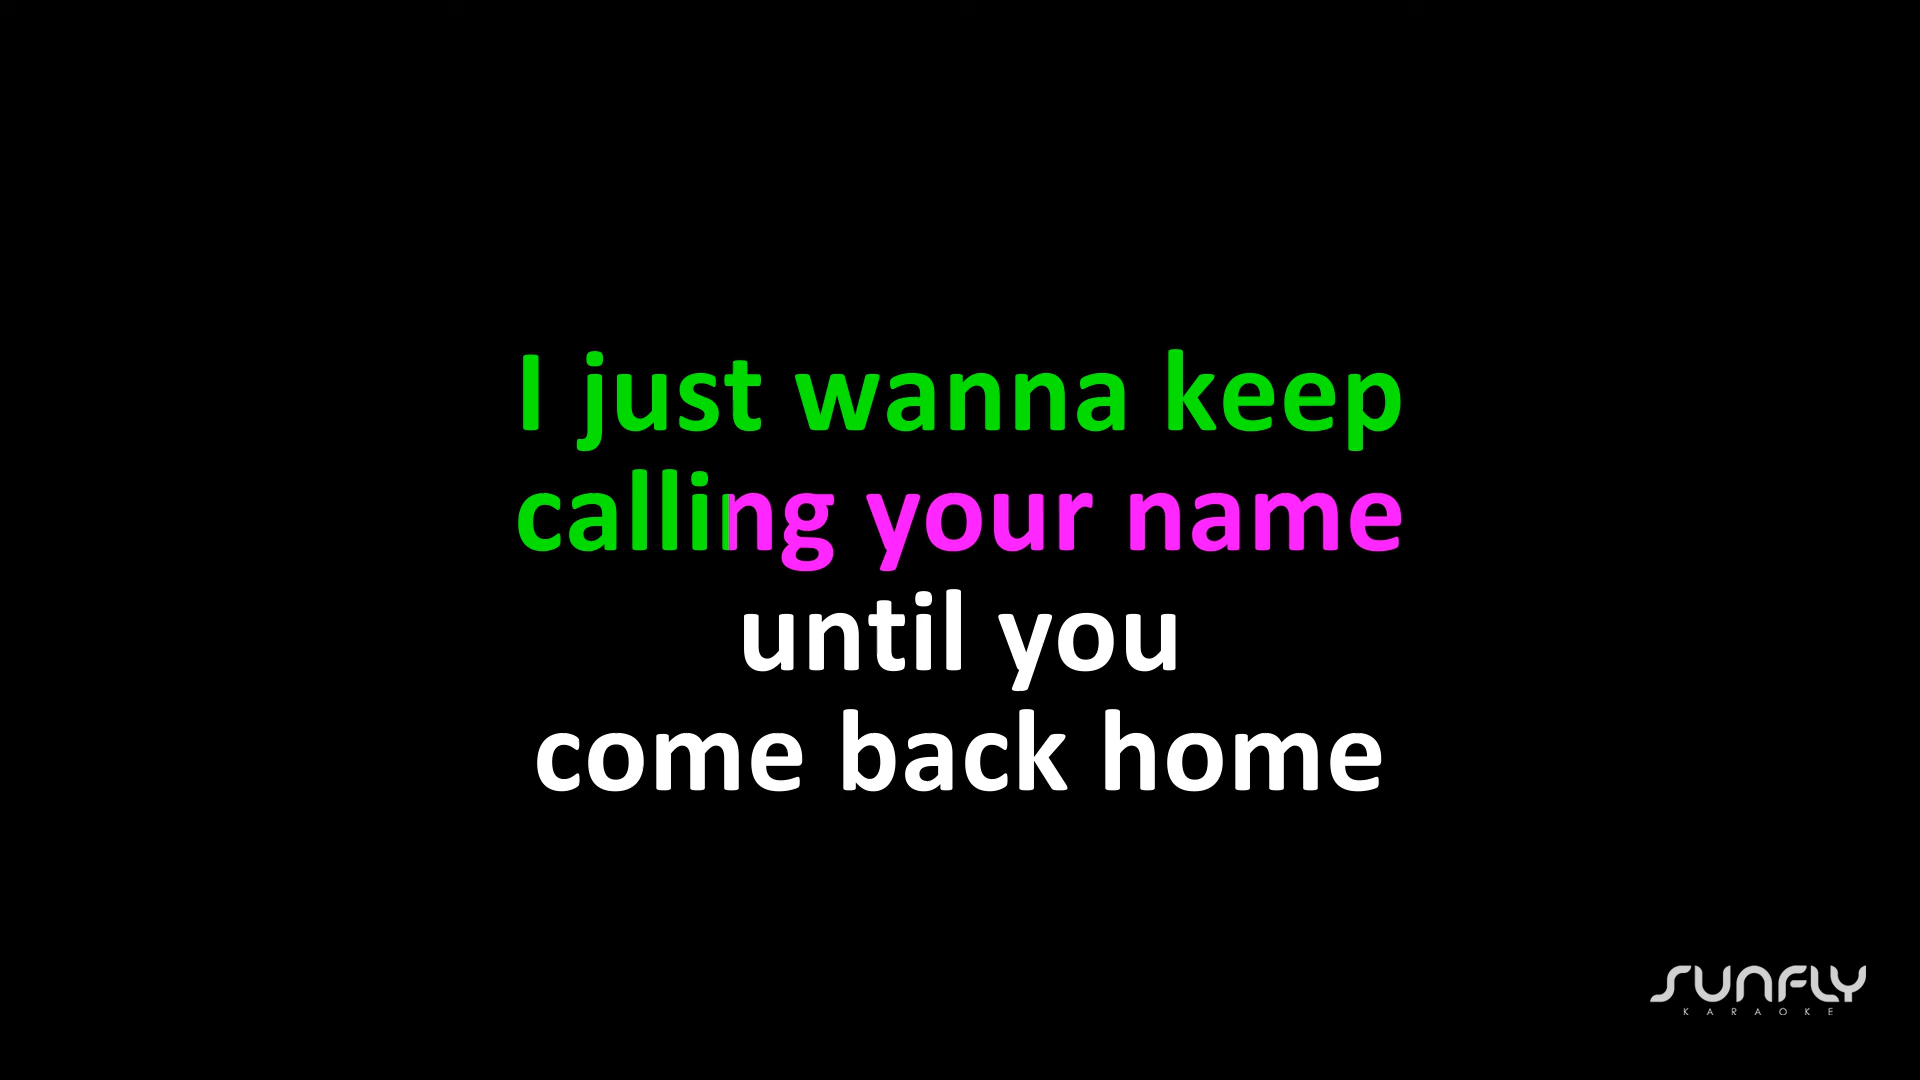 I just wanna keep
calling your name
until you
come back home
SUNFLY
KARAOKE